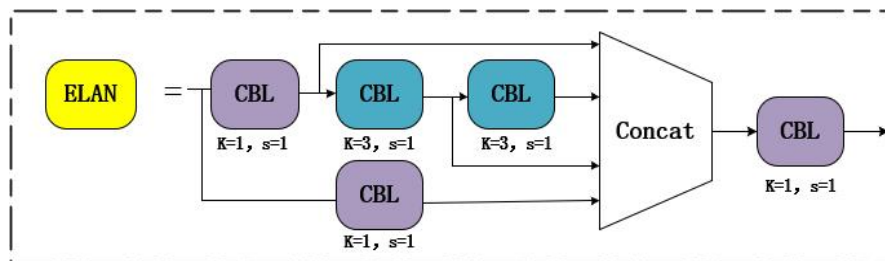 ELAN = CBL CBL CBL
K=1, s=1 K=3, s=1 K=3, s=1
Concat CBL
K=1, s=1
CBL
K=1, s=1